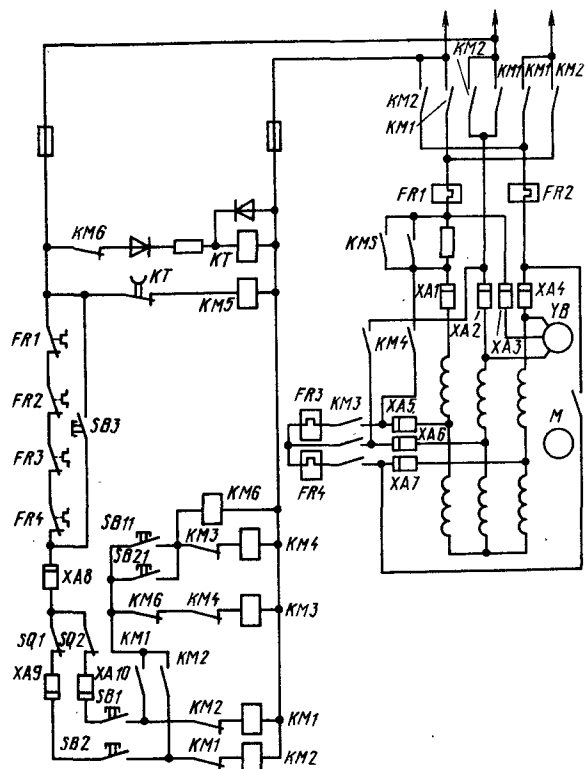 KM2
KM2
KM1
KM1
KM1
KM2
FR1
FR2
KM6
KT
KM5
KT
KM5
XA1
XA2
XA3
XA4
YB
KM4
FR1
FR2
SB3
FR3
FR4
FR3
KM3
XA5
XA6
FR4
XA7
M
KM6
SB11
KM3
KM4
SB21
XA8
KM6
KM4
KM3
SQ1
SQ2
KM1
KM2
XA9
XA10
SB1
KM2
KM1
SB2
KM1
KM2